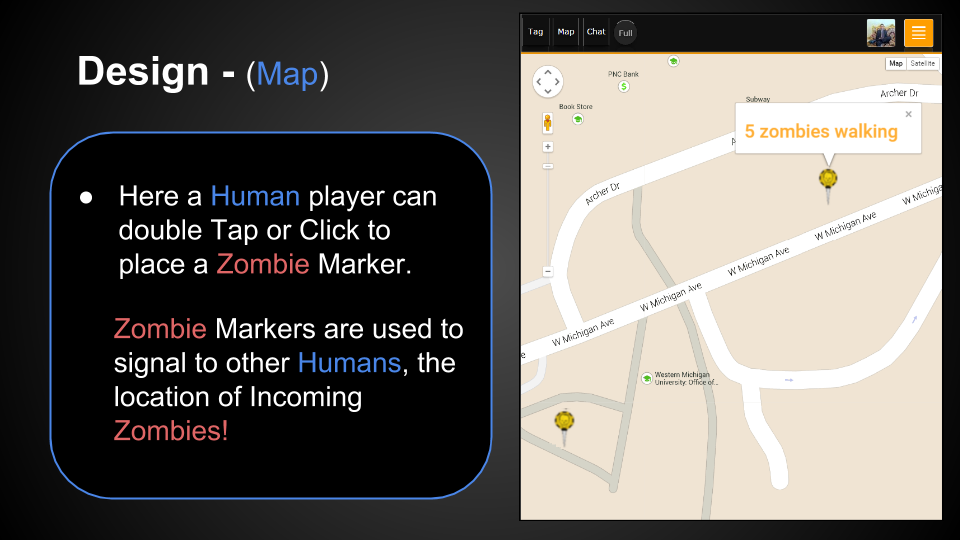 Design - (Map)
● Here a Human player can
double Tap or Click to
place a Zombie Marker.
Zombie Markers are used to
signal to other Humans, the
location of Incoming
Zombies!
Tag Map Chat Full
Map Satellite
PNC Bank
$
Book Store
Subway
Archer Dr
×
5 zombies walking
A
Archer Dr
W Michiga
W Michigan Ave
W Michigan Ave
W Michigan Ave
W Michigan Ave
e
Western Michigan
University: Office of...